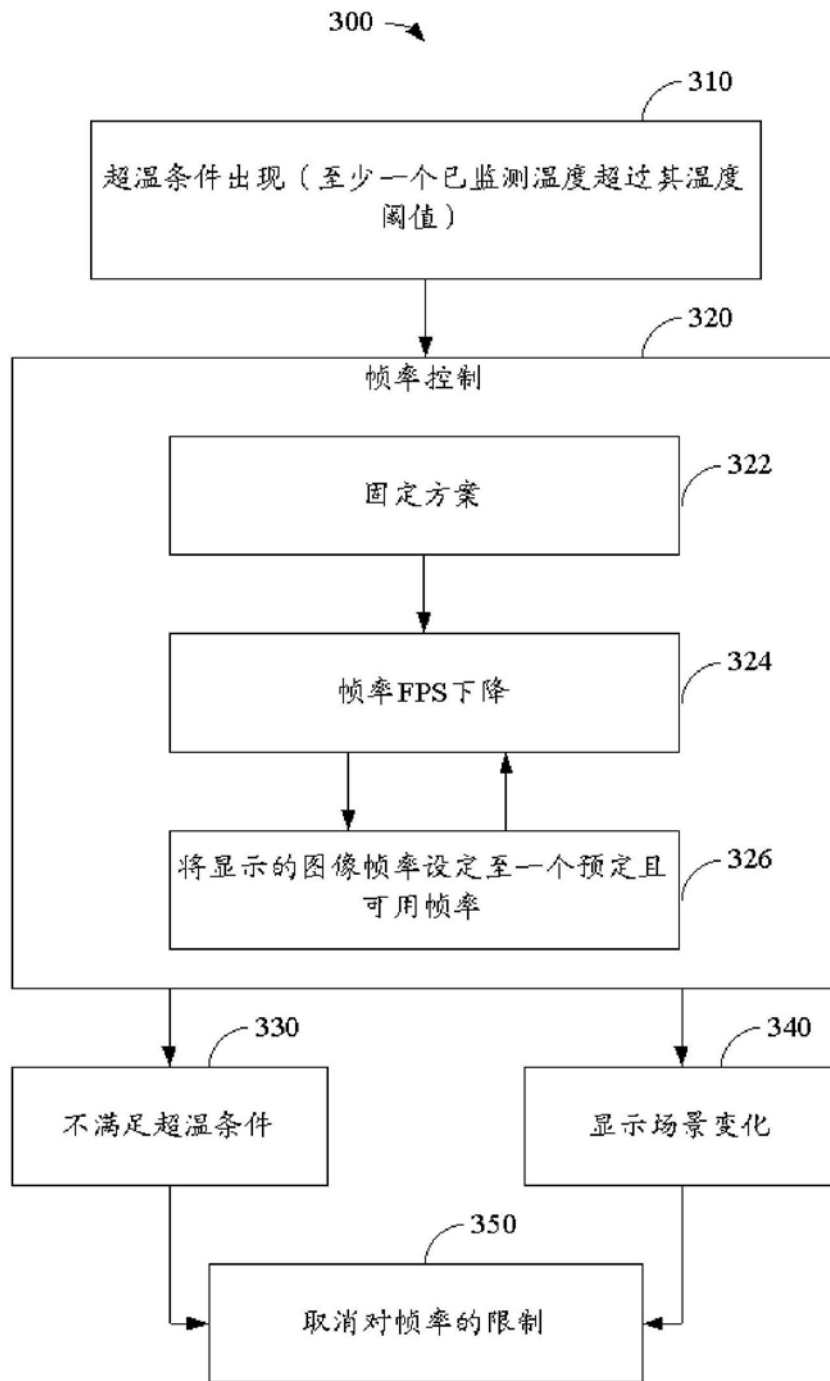 300
310
超温条件出现（至少一个已监测温度超过其温度
阈值）
320
帧率控制
322
固定方案
324
帧率FPS下降
326
将显示的图像帧率设定至一个预定且
可用帧率
330
不满足超温条件
340
显示场景变化
350
取消对帧率的限制